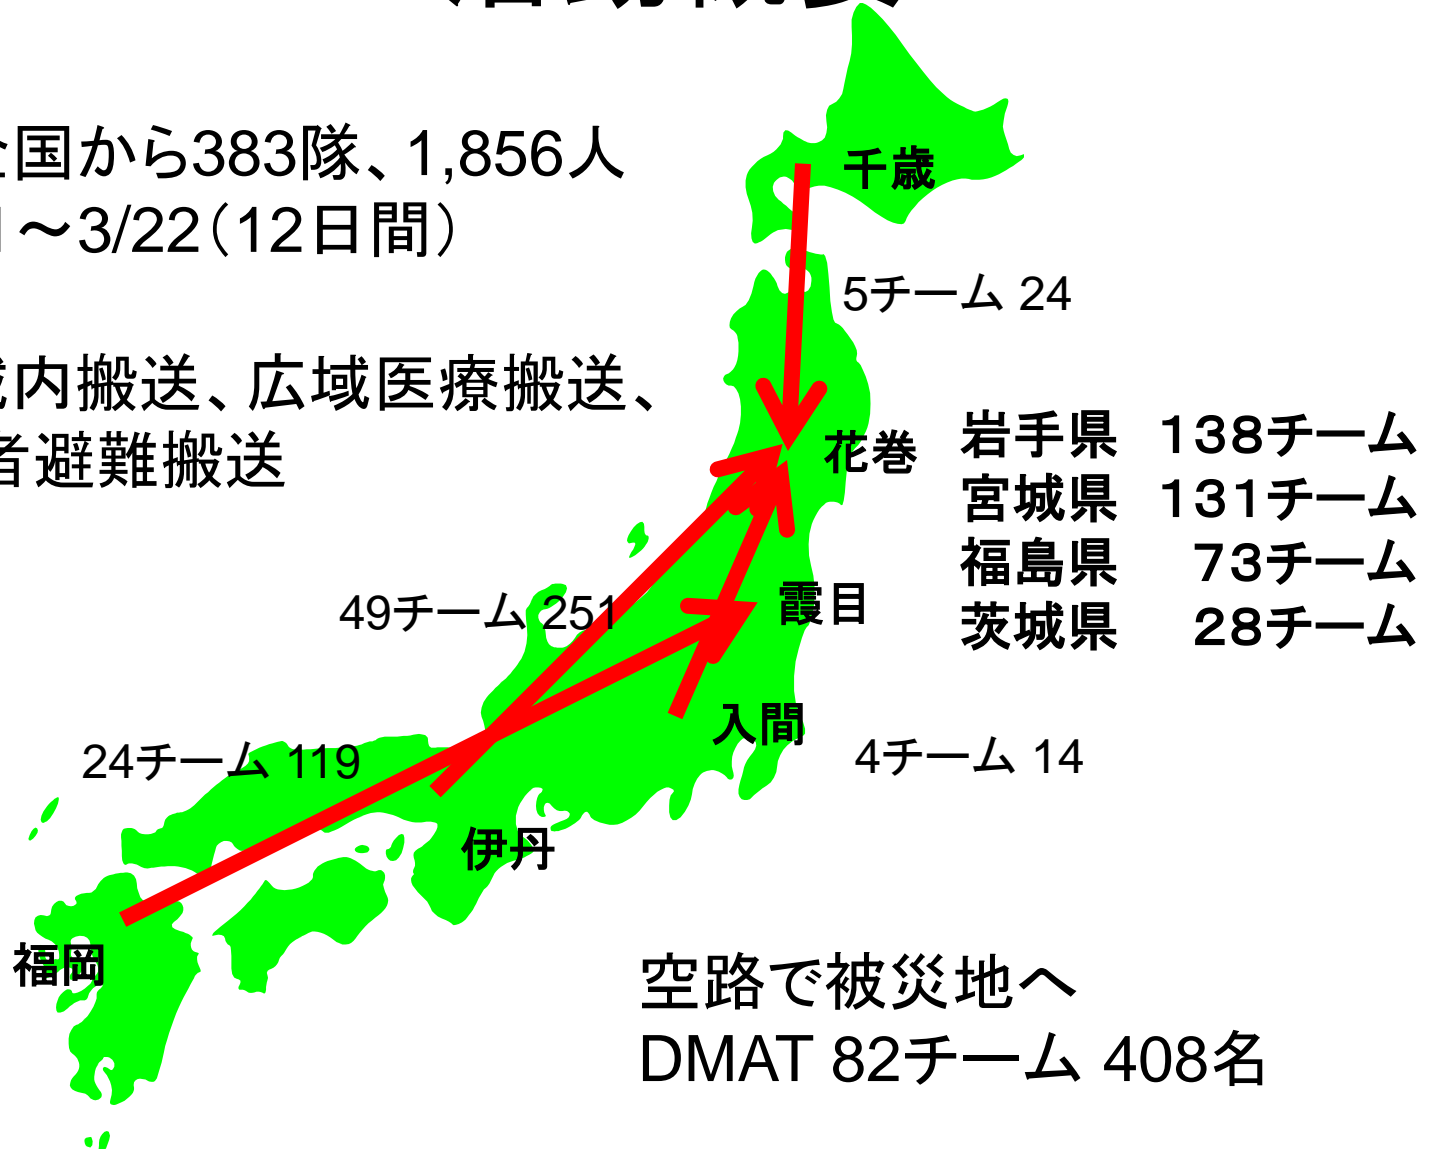 国から383隊、1,856人
～3/22（12日間）
内搬送、広域医療搬送、
者避難搬送
千歳
5チーム 24
花巻
岩手県 138チーム
宮城県 131チーム
福島県 73チーム
茨城県 28チーム
49チーム 251
霞目
入間
24チーム 119
4チーム 14
伊丹
福岡
空路で被災地へ
DMAT 82チーム 408名